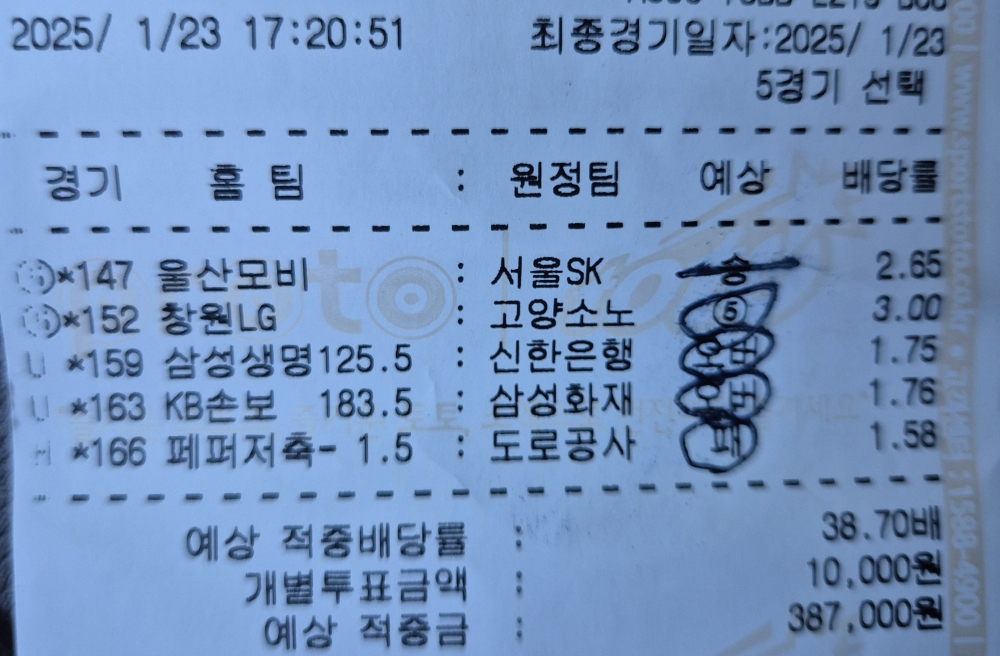 2025/ 1/23 17:20:51 최종경기일자:2025/ 1/23
5경기 선택
경기 홈 팀 : 원정팀 예상 배당률
*147 울산모비 : 서울SK 승 2.65
*152 창원LG : 고양소노 ⑤ 3.00
U *159 삼성생명125.5 : 신한은행 오버 1.75
U *163 KB손보 183.5 : 삼성화재 오버 1.76
H *166 페퍼저축- 1.5 : 도로공사 패 1.58
예상 적중배당률 : 38.70배
개별투표금액 : 10,000원
예상 적중금 : 387,000원